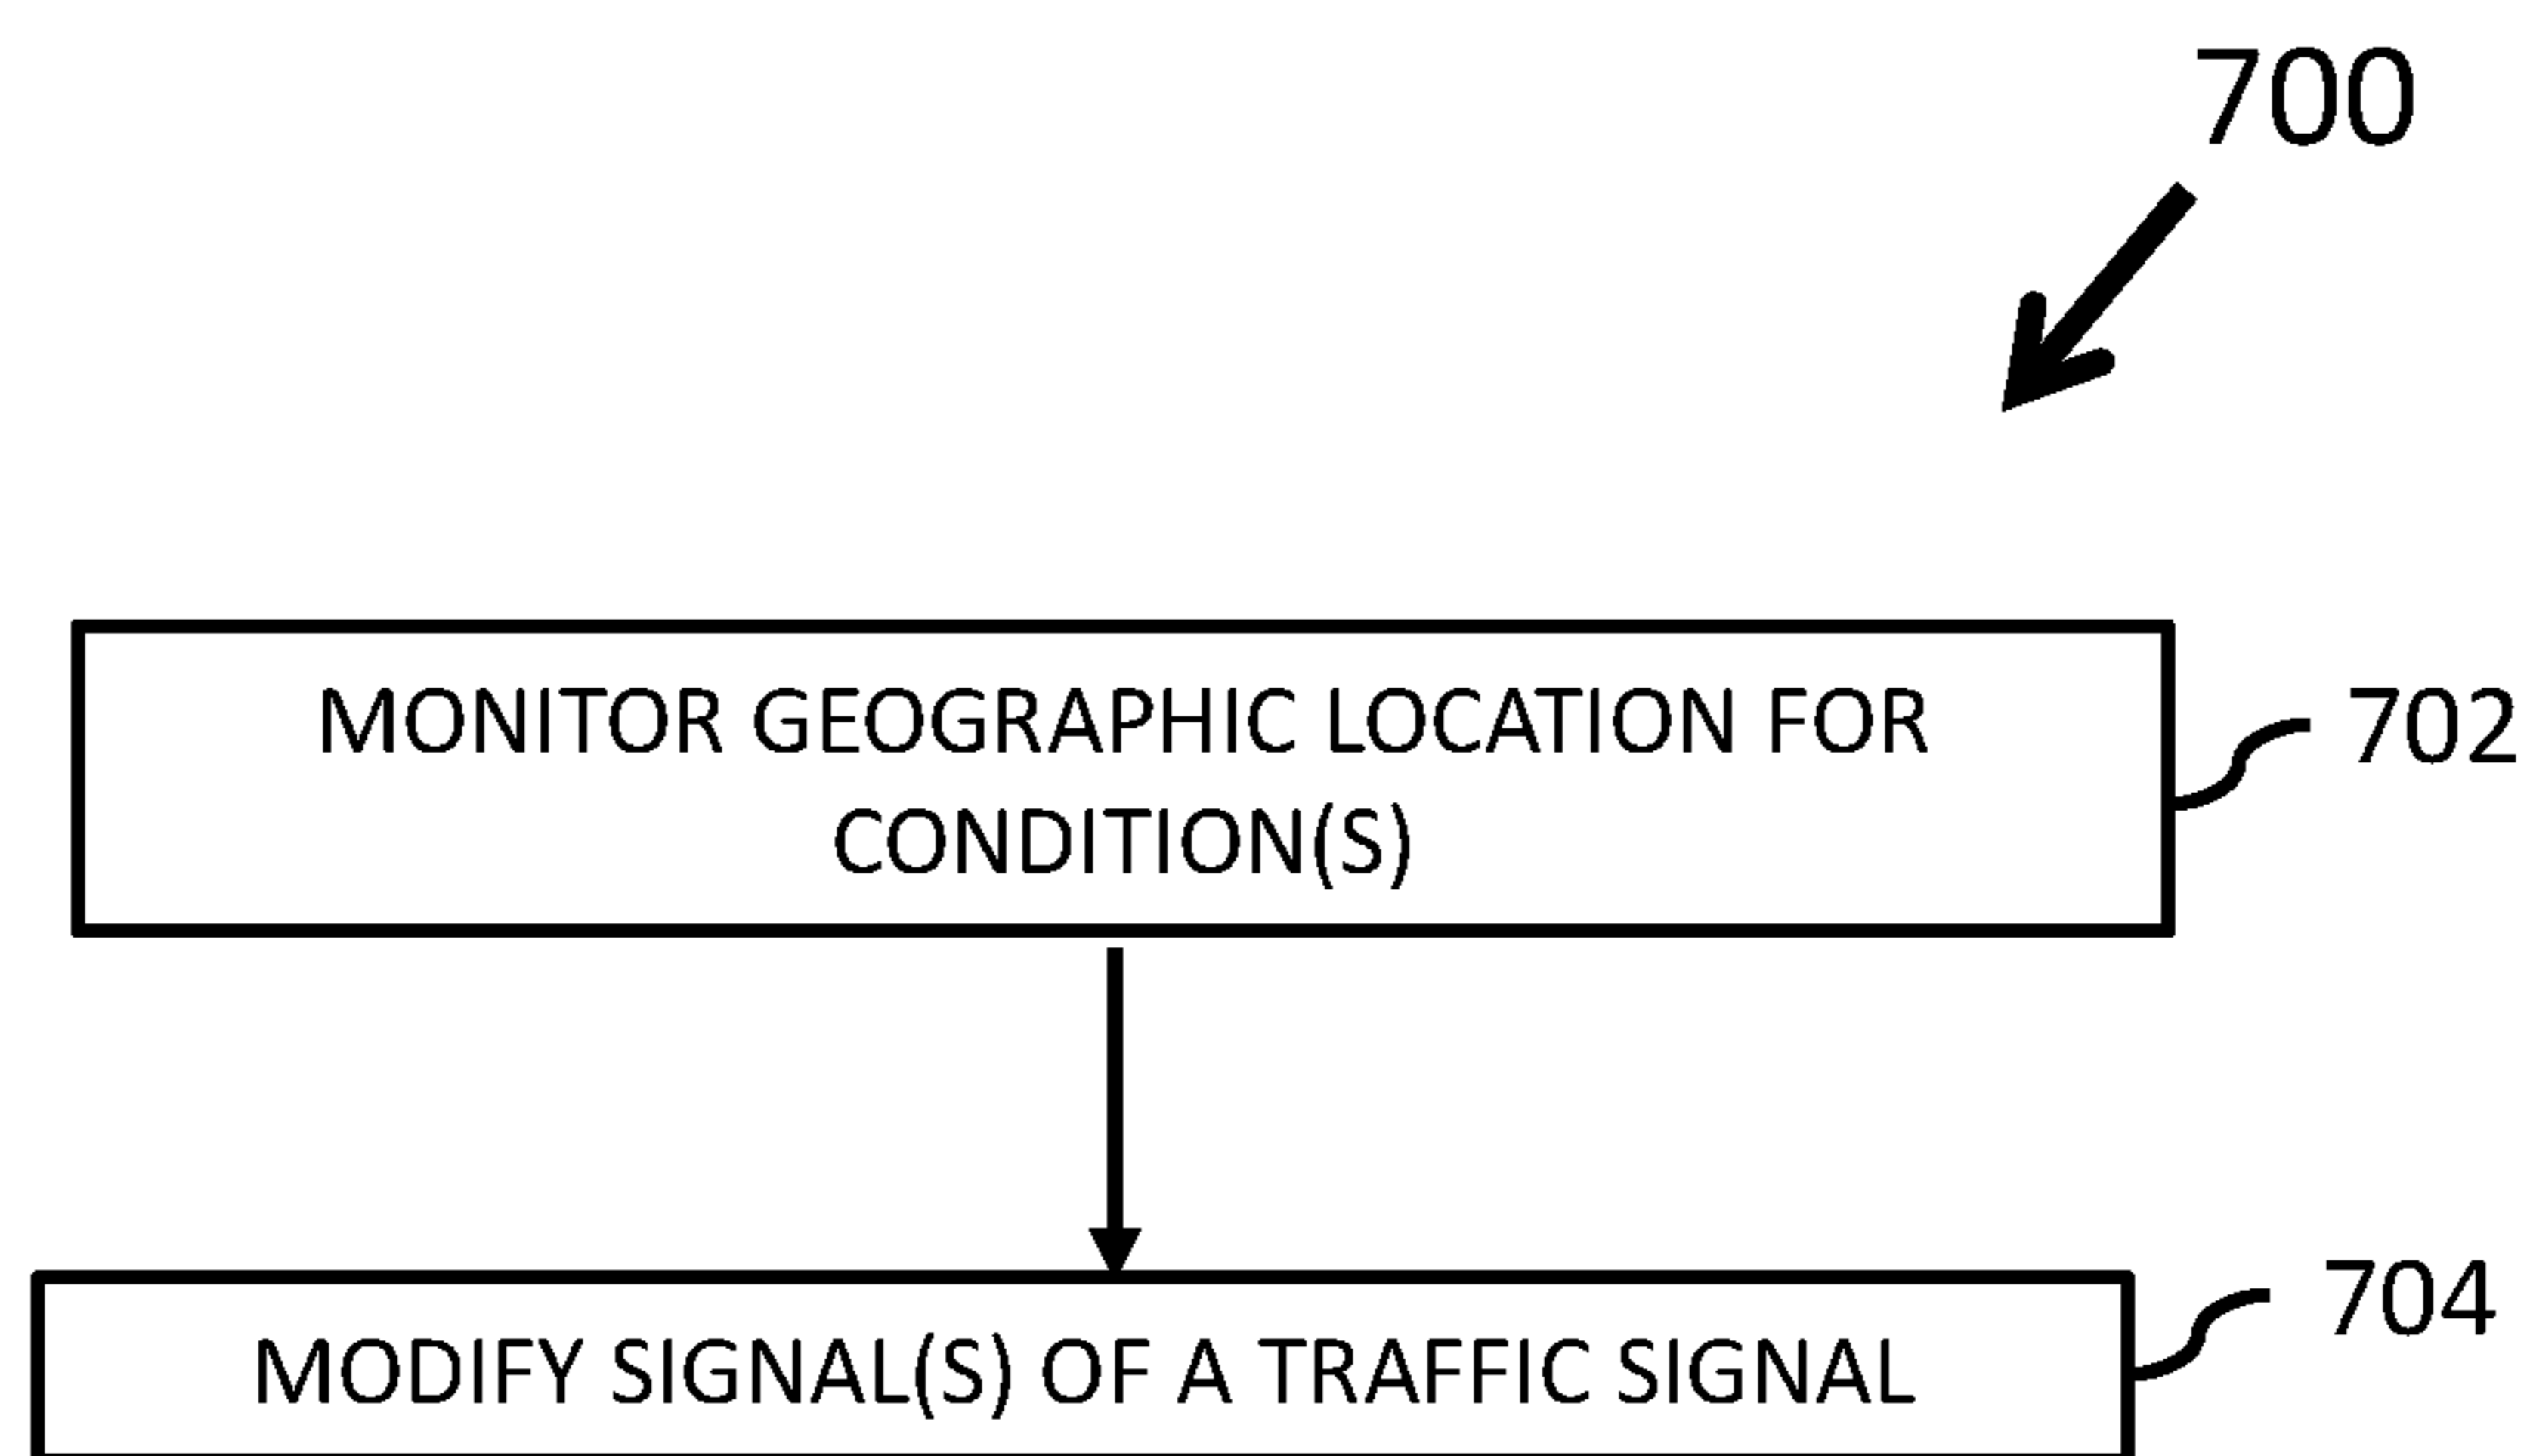 700
MONITOR GEOGRAPHIC LOCATION FOR
CONDITION(S)
702
MODIFY SIGNAL(S) OF A TRAFFIC SIGNAL
704